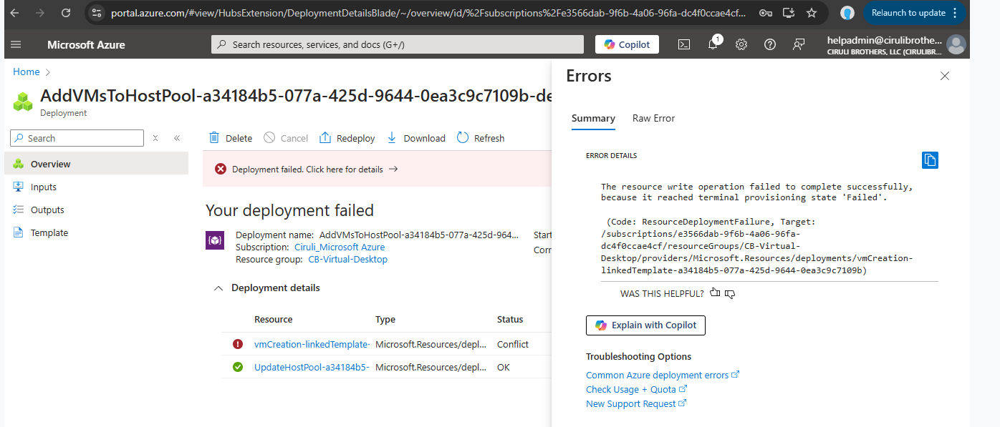 portal.azure.com/#view/HubsExtension/DeploymentDetailsBlade/~/overview/id/%2Fsubscriptions%2Fe3566dab-9f6b-4a06-96fa-dc4f0ccae4cf...
Relaunch to update
Microsoft Azure
Search resources, services, and docs (G+/)
Copilot
1
helpadmin@cirulibrothe...
CIRULI BROTHERS, LLC (CIRULIBR...
Home
AddVMsToHostPool-a34184b5-077a-425d-9644-0ea3c9c7109b-de
Deployment
Search
Overview
Inputs
Outputs
Template
Delete
Cancel
Redeploy
Download
Refresh
Deployment failed. Click here for details
Your deployment failed
Deployment name: AddVMsToHostPool-a34184b5-077a-425d-964...
Subscription: Ciruli_Microsoft Azure
Resource group: CB-Virtual-Desktop
Start
Corr
Deployment details
Resource Type Status
vmCreation-linkedTemplate- Microsoft.Resources/depl... Conflict
UpdateHostPool-a34184b5- Microsoft.Resources/depl... OK
Errors
Summary
Raw Error
ERROR DETAILS
The resource write operation failed to complete successfully,
because it reached terminal provisioning state 'Failed'.
(Code: ResourceDeploymentFailure, Target:
/subscriptions/e3566dab-9f6b-4a06-96fa-
dc4f0ccae4cf/resourceGroups/CB-Virtual-
Desktop/providers/Microsoft.Resources/deployments/vmCreation-
linkedTemplate-a34184b5-077a-425d-9644-0ea3c9c7109b)
WAS THIS HELPFUL?
Explain with Copilot
Troubleshooting Options
Common Azure deployment errors
Check Usage + Quota
New Support Request